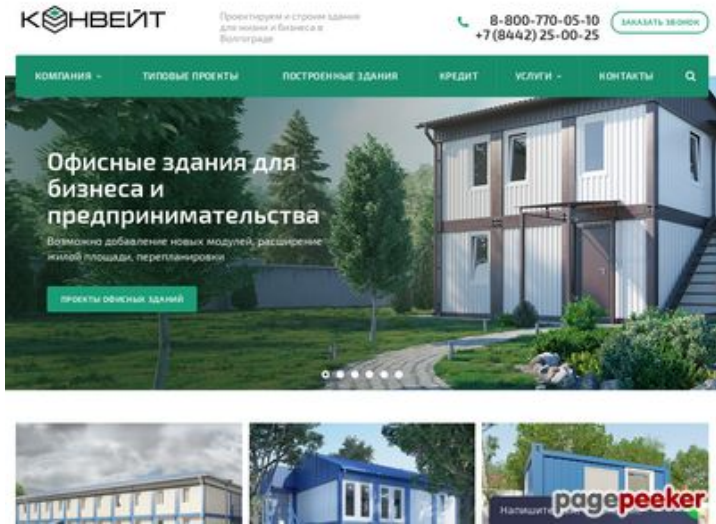 КОНВЕЙТ
Проектируем и строим здания
для жизни и бизнеса в
Волгограде
8-800-770-05-10
+7 (8442) 25-00-25
ЗАКАЗАТЬ ЗВОНОК
КОМПАНИЯ
ТИПОВЫЕ ПРОЕКТЫ
ПОСТРОЕННЫЕ ЗДАНИЯ
КРЕДИТ
УСЛУГИ
КОНТАКТЫ
Офисные здания для
бизнеса и
предпринимательства
Возможно добавление новых модулей, расширение
жилой площади, перепланировки
ПРОЕКТЫ ОФИСНЫХ ЗДАНИЙ
Напишите
pagepeeker